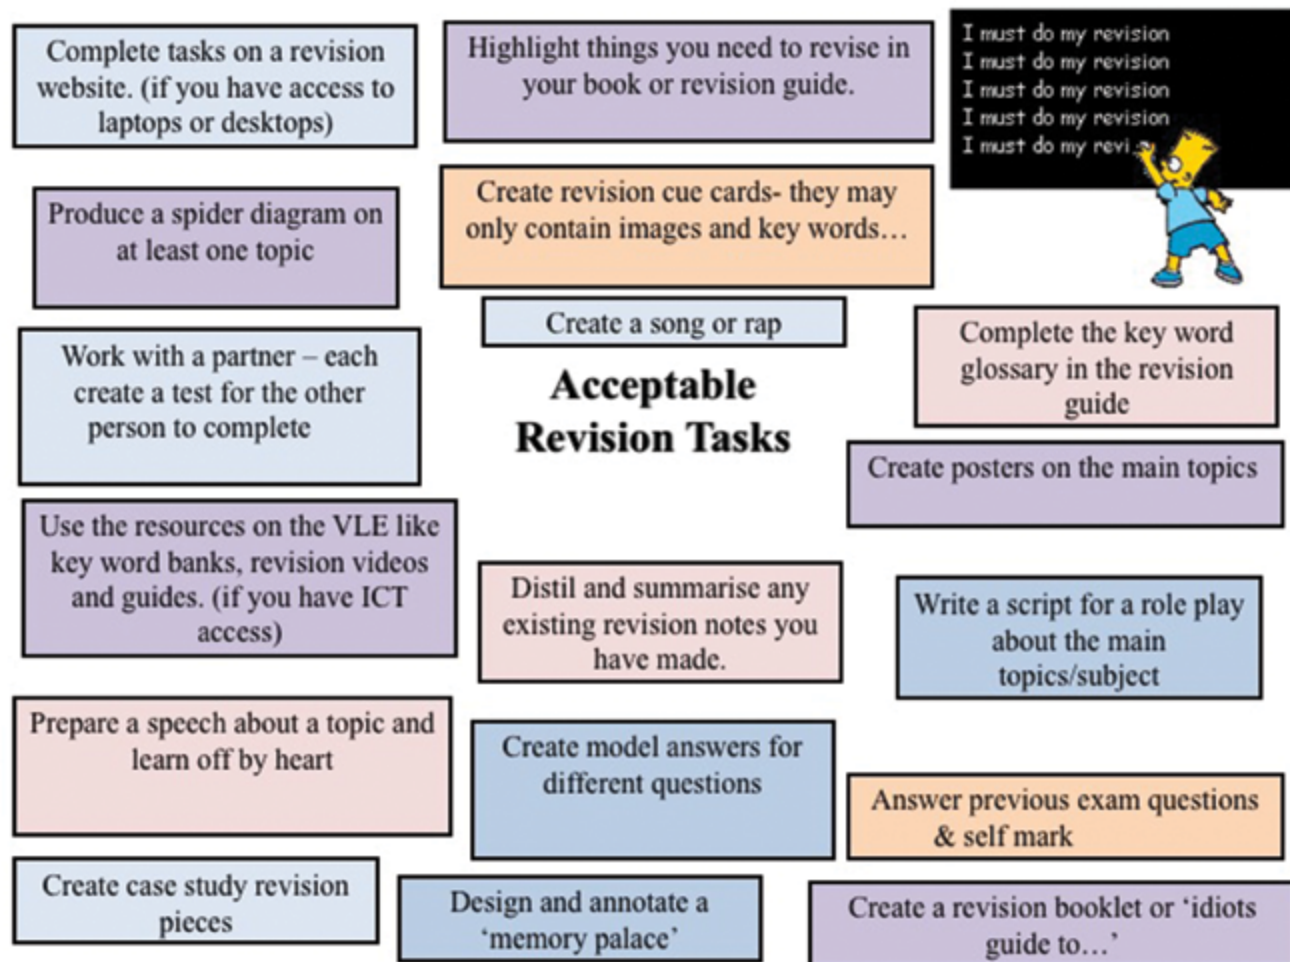 Complete tasks on a revision
website. (if you have access to
laptops or desktops)
Highlight things you need to revise in
your book or revision guide.
I must do my revision
I must do my revision
I must do my revision
I must do my revision
I must do my revi
Produce a spider diagram on
at least one topic
Create revision cue cards- they may
only contain images and key words…
Create a song or rap
Complete the key word
glossary in the revision
guide
Work with a partner – each
create a test for the other
person to complete
Acceptable
Revision Tasks
Create posters on the main topics
Use the resources on the VLE like
key word banks, revision videos
and guides. (if you have ICT
access)
Distil and summarise any
existing revision notes you
have made.
Write a script for a role play
about the main
topics/subject
Prepare a speech about a topic and
learn off by heart
Create model answers for
different questions
Answer previous exam questions
& self mark
Create case study revision
pieces
Design and annotate a
‘memory palace’
Create a revision booklet or ‘idiots
guide to…’